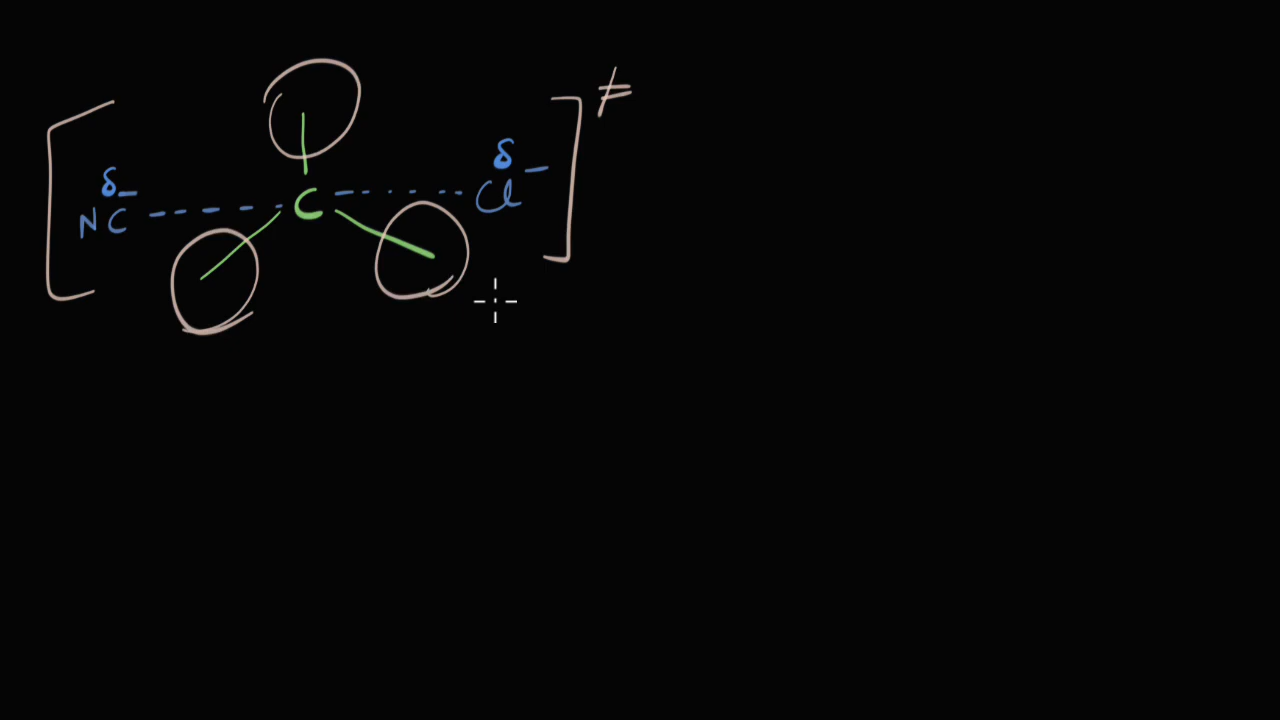 [ NC δ- ----- C ----- Cl δ- ] ≠